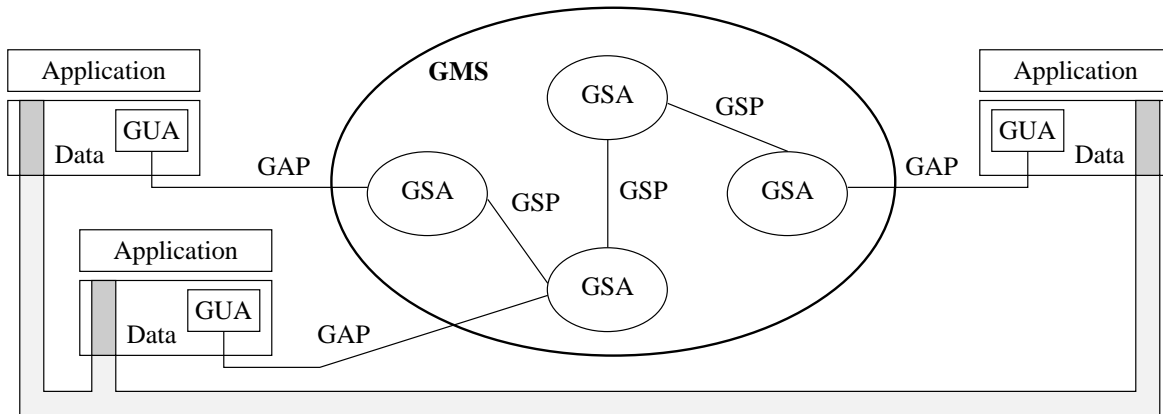 Application
GUA
Data
GAP
GMS
GSA
GSP
GSA
GSP
GSP
GSA
GSA
GAP
Application
GUA
Data
Application
GUA
Data
GAP